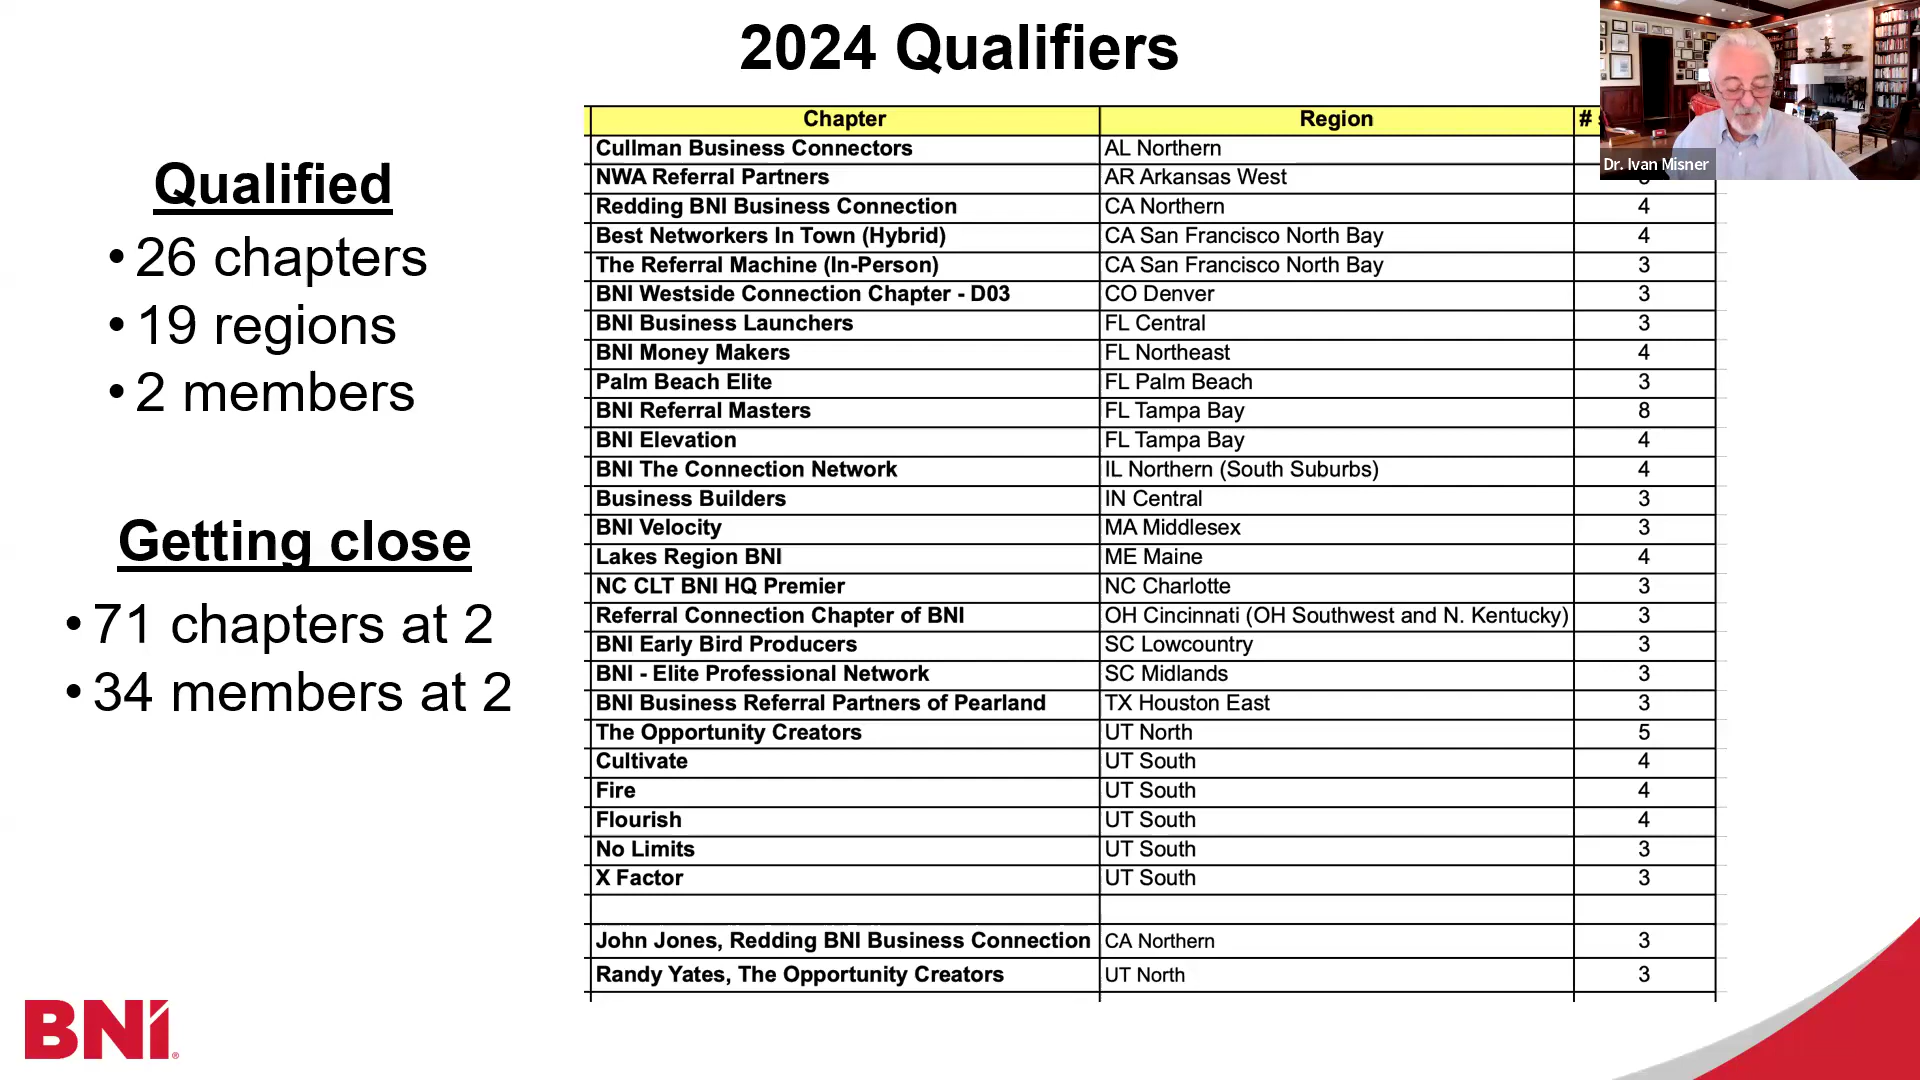 2024 Qualifiers
Qualified
• 26 chapters
• 19 regions
• 2 members
Getting close
• 71 chapters at 2
• 34 members at 2
Chapter Region #
Cullman Business Connectors AL Northern
NWA Referral Partners AR Arkansas West
Redding BNI Business Connection CA Northern 4
Best Networkers In Town (Hybrid) CA San Francisco North Bay 4
The Referral Machine (In-Person) CA San Francisco North Bay 3
BNI Westside Connection Chapter - D03 CO Denver 3
BNI Business Launchers FL Central 3
BNI Money Makers FL Northeast 4
Palm Beach Elite FL Palm Beach 3
BNI Referral Masters FL Tampa Bay 8
BNI Elevation FL Tampa Bay 4
BNI The Connection Network IL Northern (South Suburbs) 4
Business Builders IN Central 3
BNI Velocity MA Middlesex 3
Lakes Region BNI ME Maine 4
NC CLT BNI HQ Premier NC Charlotte 3
Referral Connection Chapter of BNI OH Cincinnati (OH Southwest and N. Kentucky) 3
BNI Early Bird Producers SC Lowcountry 3
BNI - Elite Professional Network SC Midlands 3
BNI Business Referral Partners of Pearland TX Houston East 3
The Opportunity Creators UT North 5
Cultivate UT South 4
Fire UT South 4
Flourish UT South 4
No Limits UT South 3
X Factor UT South 3
John Jones, Redding BNI Business Connection CA Northern 3
Randy Yates, The Opportunity Creators UT North 3
Dr. Ivan Misner
BNI®